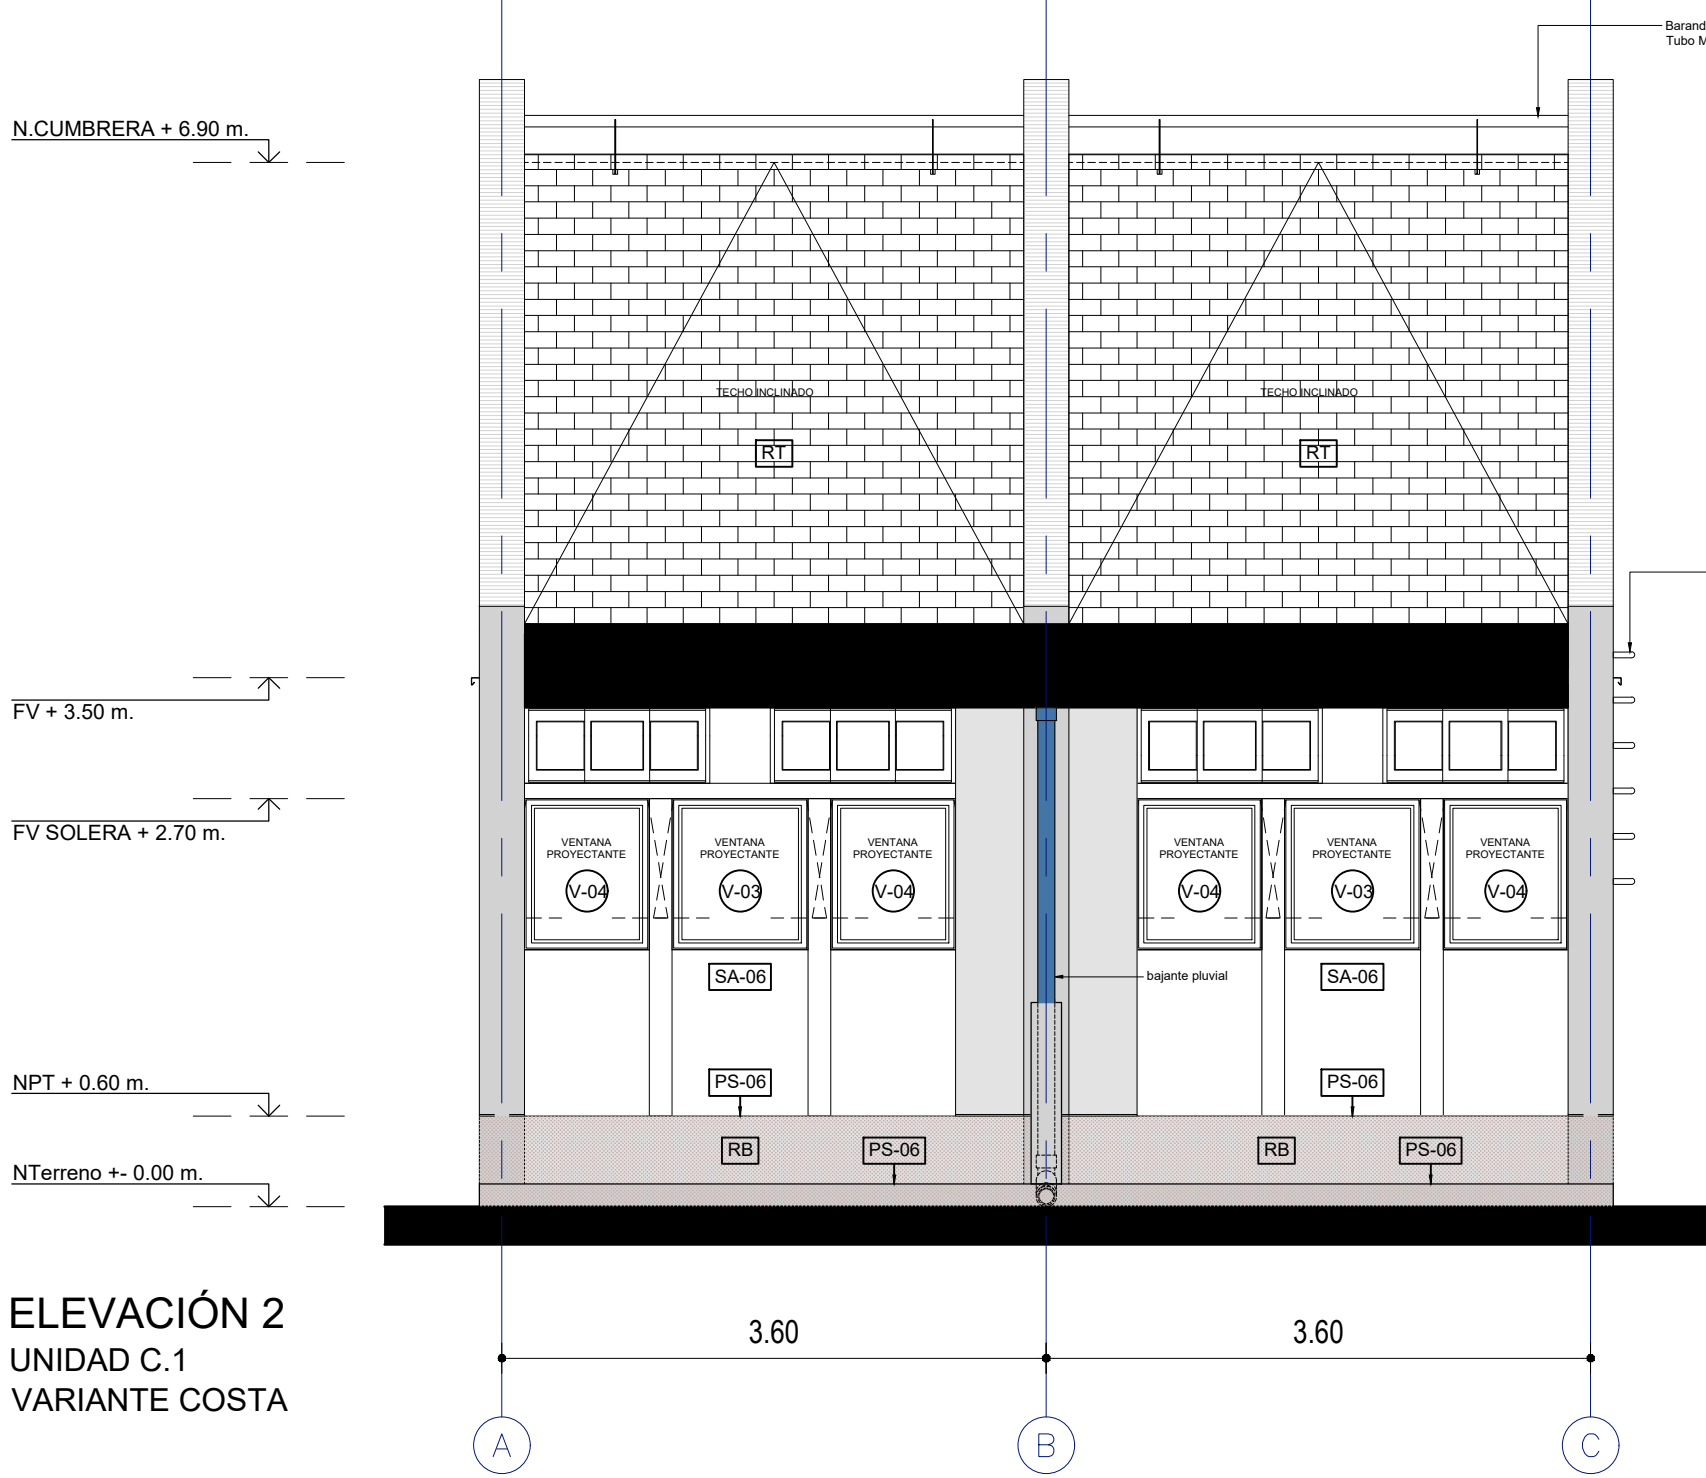 Barand
Tubo M
N.CUMBRERA + 6.90 m.
TECHO INCLINADO
RT
TECHO INCLINADO
RT
FV + 3.50 m.
FV SOLERA + 2.70 m.
VENTANA
PROYECTANTE
V-04
VENTANA
PROYECTANTE
V-03
VENTANA
PROYECTANTE
V-04
VENTANA
PROYECTANTE
V-04
VENTANA
PROYECTANTE
V-03
VENTANA
PROYECTANTE
V-04
SA-06
bajante pluvial
SA-06
NPT + 0.60 m.
PS-06
PS-06
RB
PS-06
RB
PS-06
NTerreno +- 0.00 m.
ELEVACIÓN 2
UNIDAD C.1
VARIANTE COSTA
3.60
3.60
A
B
C